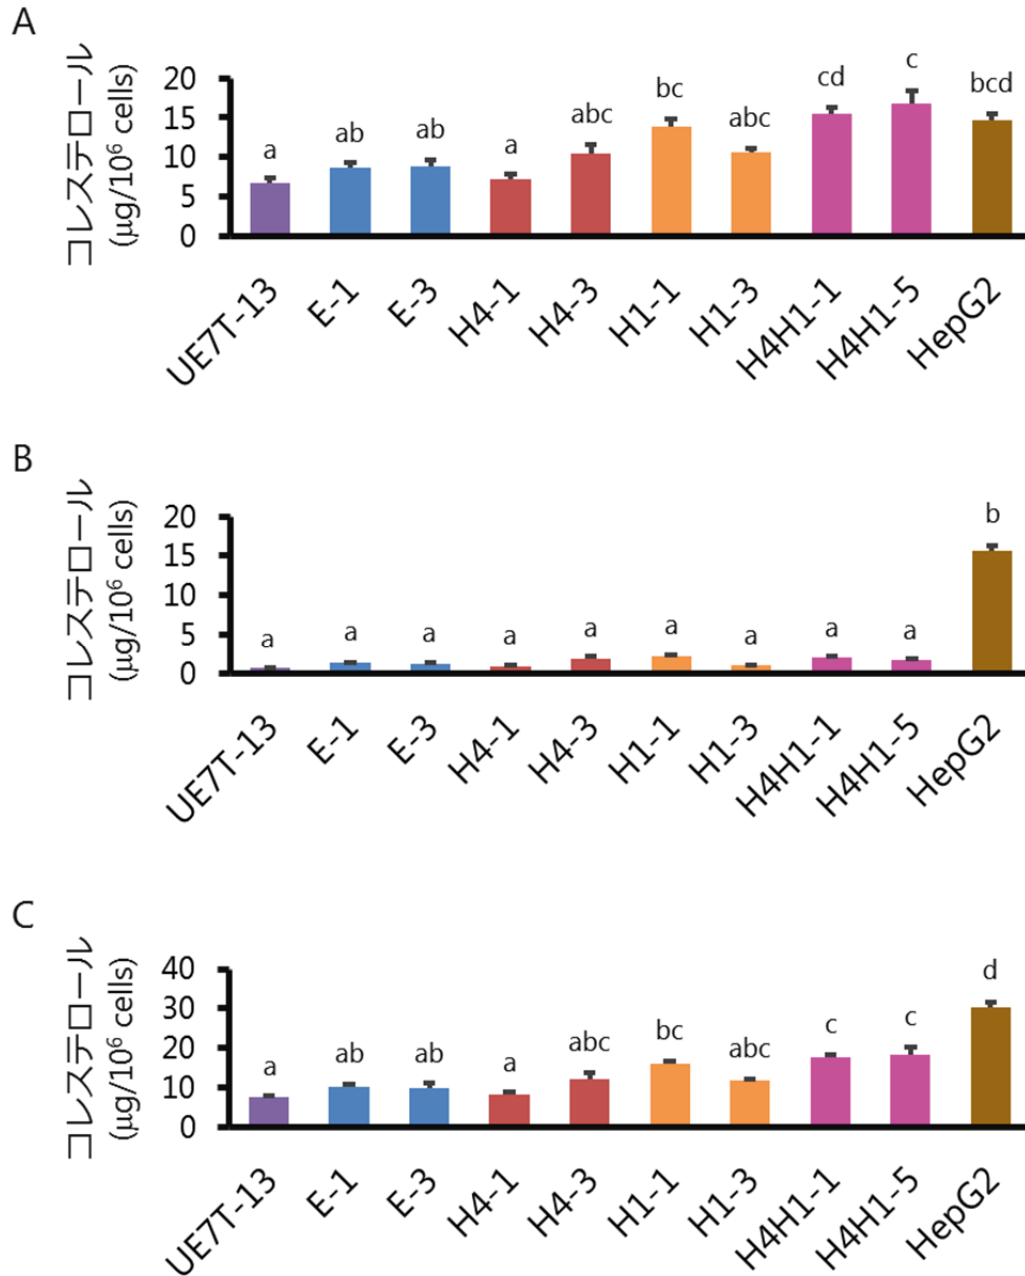 A
コレステロール
(μg/10⁶ cells)
20
15
10
5
0
a
ab
ab
a
abc
bc
abc
cd
c
bcd
UE7T-13
E-1
E-3
H4-1
H4-3
H1-1
H1-3
H4H1-1
H4H1-5
HepG2
B
コレステロール
(μg/10⁶ cells)
20
15
10
5
0
a
a
a
a
a
a
a
a
a
b
UE7T-13
E-1
E-3
H4-1
H4-3
H1-1
H1-3
H4H1-1
H4H1-5
HepG2
C
コレステロール
(μg/10⁶ cells)
40
30
20
10
0
a
ab
ab
a
abc
bc
abc
c
c
d
UE7T-13
E-1
E-3
H4-1
H4-3
H1-1
H1-3
H4H1-1
H4H1-5
HepG2